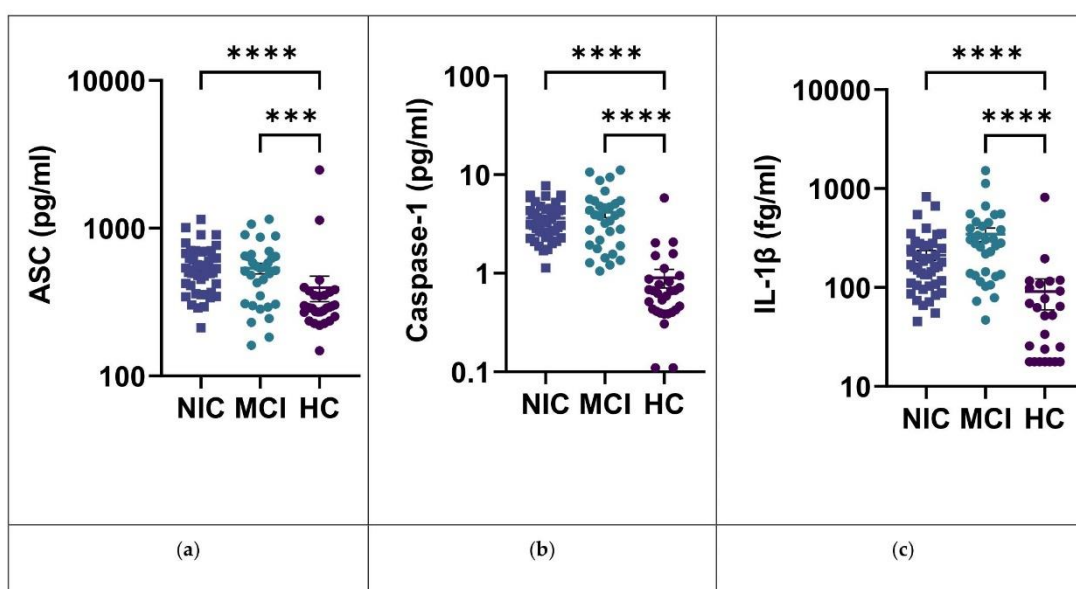 ASC (pg/ml)
10000
1000
100
****
***
NIC MCI HC
(a)
Caspase-1 (pg/ml)
100
10
1
0.1
****
****
NIC MCI HC
(b)
IL-1β (fg/ml)
10000
1000
100
10
****
****
NIC MCI HC
(c)